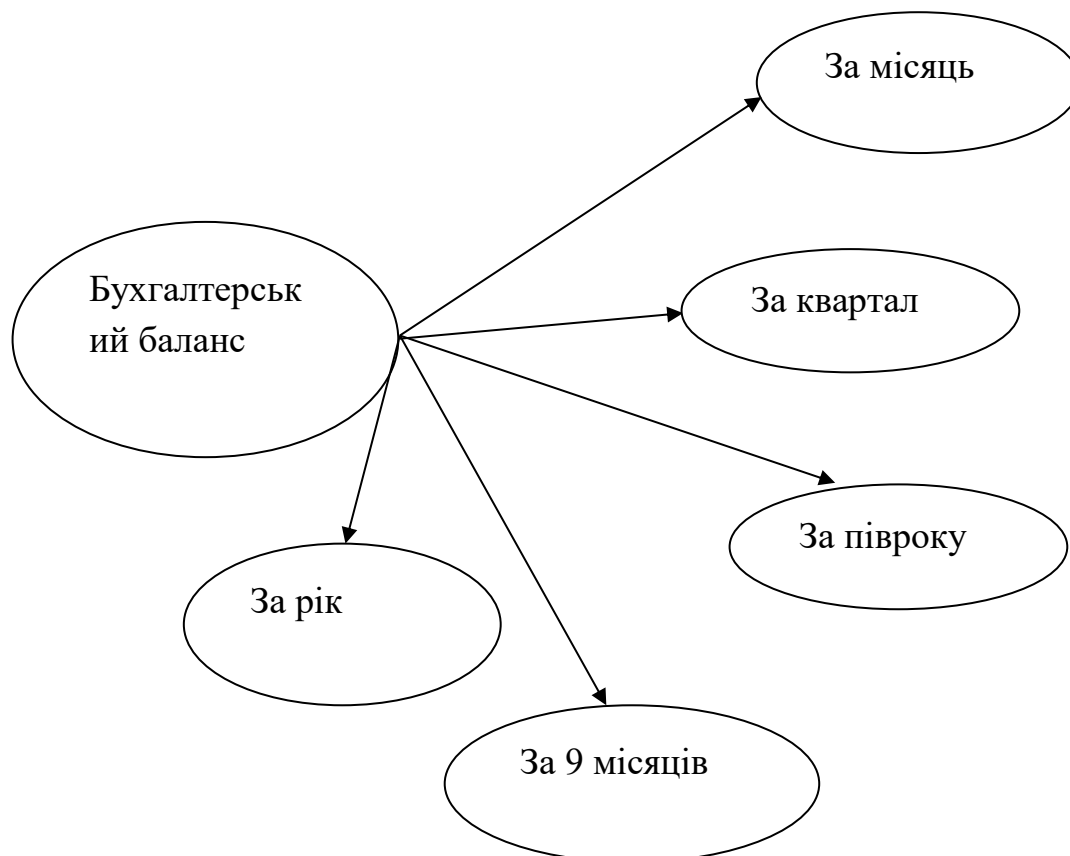 За місяць
Бухгалтерськ
ий баланс
За квартал
За півроку
За рік
За 9 місяців